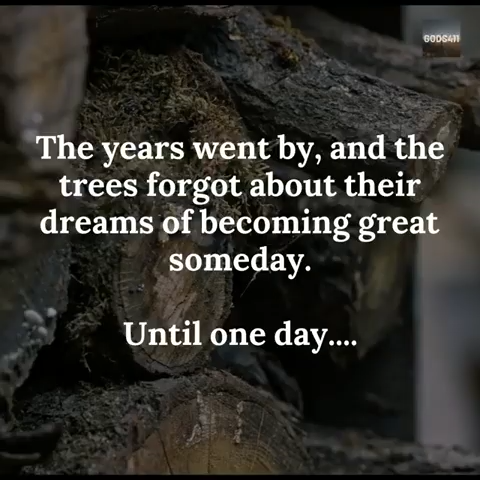 GODS411
The years went by, and the
trees forgot about their
dreams of becoming great
someday.
Until one day....